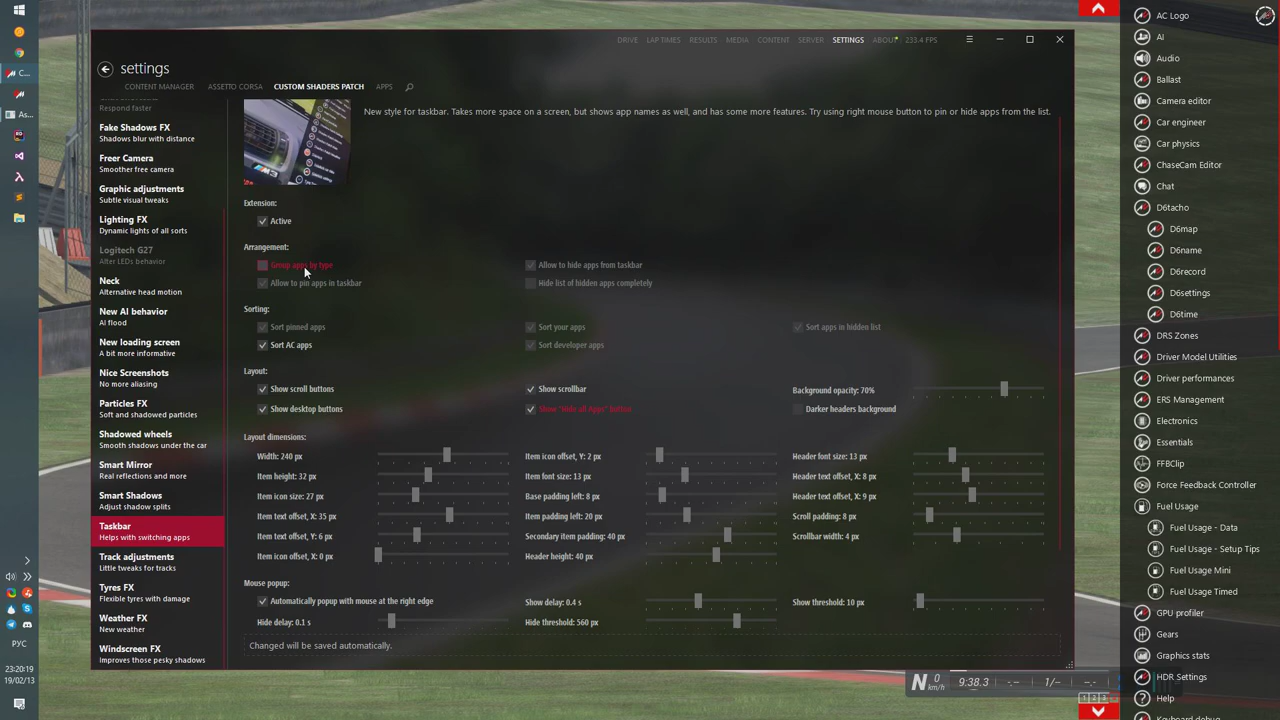 DRIVE LAP TIMES RESULTS MEDIA CONTENT SERVER SETTINGS ABOUT 233.4 FPS
settings
CONTENT MANAGER ASSETTO CORSA CUSTOM SHADERS PATCH APPS
Respond faster
Fake Shadows FX
Shadows blur with distance
Freer Camera
Smoother free camera
Graphic adjustments
Subtle visual tweaks
Lighting FX
Dynamic lights of all sorts
Logitech G27
Alter LEDs behavior
Neck
Alternative head motion
New AI behavior
AI flood
New loading screen
A bit more informative
Nice Screenshots
No more aliasing
Particles FX
Soft and shadowed particles
Shadowed wheels
Smooth shadows under the car
Smart Mirror
Real reflections and more
Smart Shadows
Adjust shadow splits
Taskbar
Helps with switching apps
Track adjustments
Little tweaks for tracks
Tyres FX
Flexible tyres with damage
Weather FX
New weather
Windscreen FX
Improves those pesky shadows
New style for taskbar. Takes more space on a screen, but shows app names as well, and has some more features. Try using right mouse button to pin or hide apps from the list.
Extension:
Active
Arrangement:
Group apps by type Allow to hide apps from taskbar
Allow to pin apps in taskbar Hide list of hidden apps completely
Sorting:
Sort pinned apps Sort your apps Sort apps in hidden list
Sort AC apps Sort developer apps
Layout:
Show scroll buttons Show scrollbar Background opacity: 70%
Show desktop buttons Show "Hide all Apps" button Darker headers background
Layout dimensions:
Width: 240 px Item icon offset, Y: 2 px Header font size: 13 px
Item height: 32 px Item font size: 13 px Header text offset, X: 8 px
Item icon size: 27 px Base padding left: 8 px Header text offset, X: 9 px
Item text offset, X: 35 px Item padding left: 20 px Scroll padding: 8 px
Item text offset, Y: 6 px Secondary item padding: 40 px Scrollbar width: 4 px
Item icon offset, X: 0 px Header height: 40 px
Mouse popup:
Automatically popup with mouse at the right edge Show delay: 0.4 s Show threshold: 10 px
Hide delay: 0.1 s Hide threshold: 560 px
Changed will be saved automatically.
AC Logo
AI
Audio
Ballast
Camera editor
Car engineer
Car physics
ChaseCam Editor
Chat
D6tacho
D6map
D6name
D6record
D6settings
D6time
DRS Zones
Driver Model Utilities
Driver performances
ERS Management
Electronics
Essentials
FFBClip
Force Feedback Controller
Fuel Usage
Fuel Usage - Data
Fuel Usage - Setup Tips
Fuel Usage Mini
Fuel Usage Timed
GPU profiler
Gears
Graphics stats
HDR Settings
Help
Keyboard debug
N 0 km/h 9:38.3 -.-- 1/-- -.--
1 2 3
C...
As...
РУС
23:20:19
19/02/13